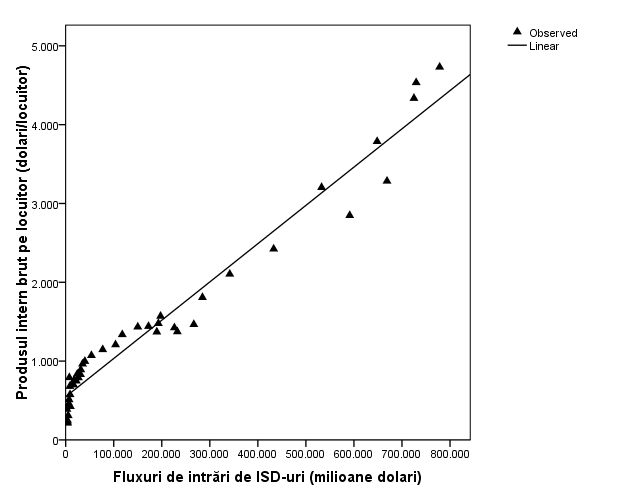 Observed
Linear
Produsul intern brut pe locuitor (dolari/locuitor)
5.000
4.000
3.000
2.000
1.000
0
0 100.000 200.000 300.000 400.000 500.000 600.000 700.000 800.000
Fluxuri de intrări de ISD-uri (milioane dolari)